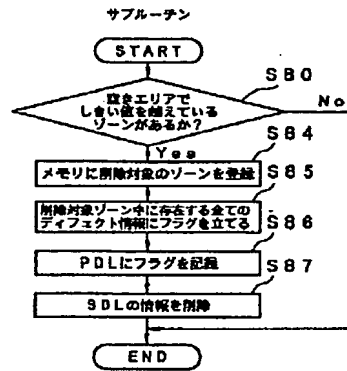 サブルーチン
START
S80
空きエリアで
しきい値を越えている
ゾーンがあるか?
No
S84
Yes
メモリに削除対象のゾーンを登録
S85
削除対象ゾーン中に存在する全ての
ディフェクト情報にフラグを立てる
S86
PDLにフラグを記録
S87
SDLの情報を削除
END